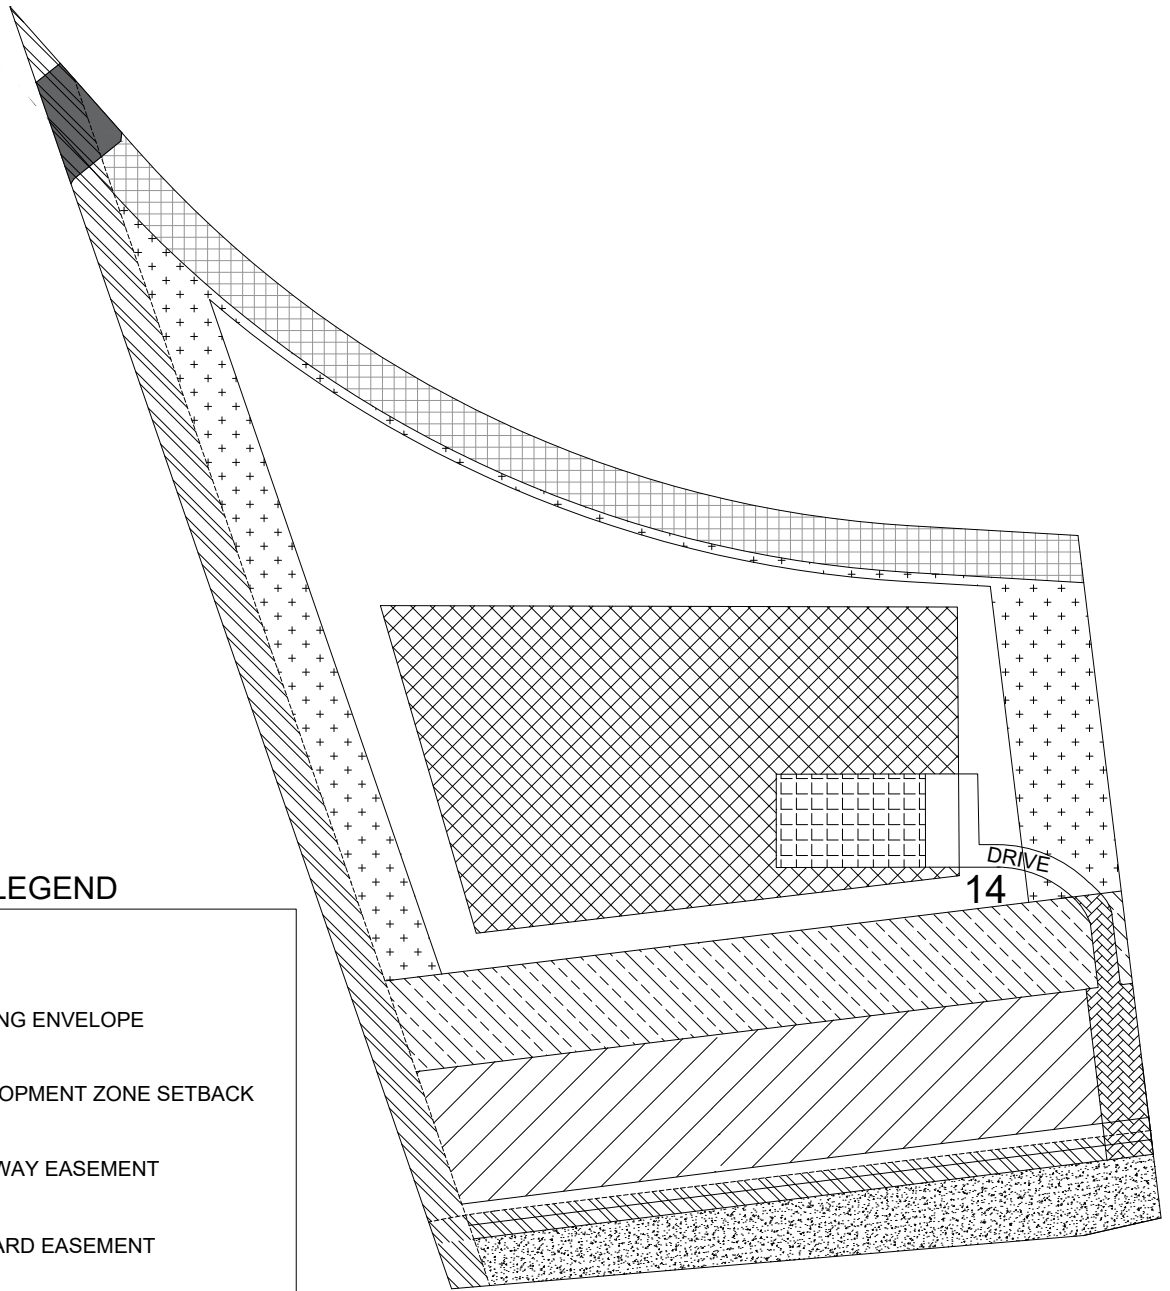 DRIVE
14
LEGEND
NG ENVELOPE
OPMENT ZONE SETBACK
WAY EASEMENT
ARD EASEMENT